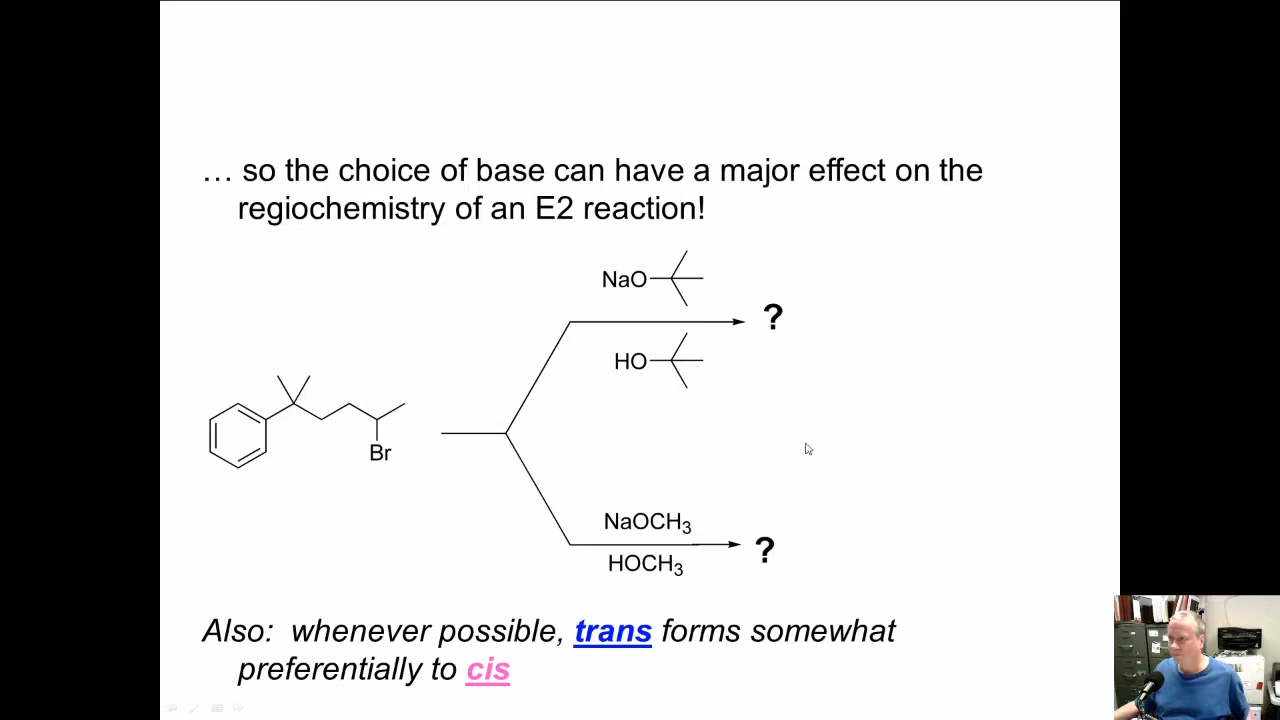 … so the choice of base can have a major effect on the
regiochemistry of an E2 reaction!
NaO
?
HO
Br
NaOCH3
?
HOCH3
Also: whenever possible, trans forms somewhat
preferentially to cis